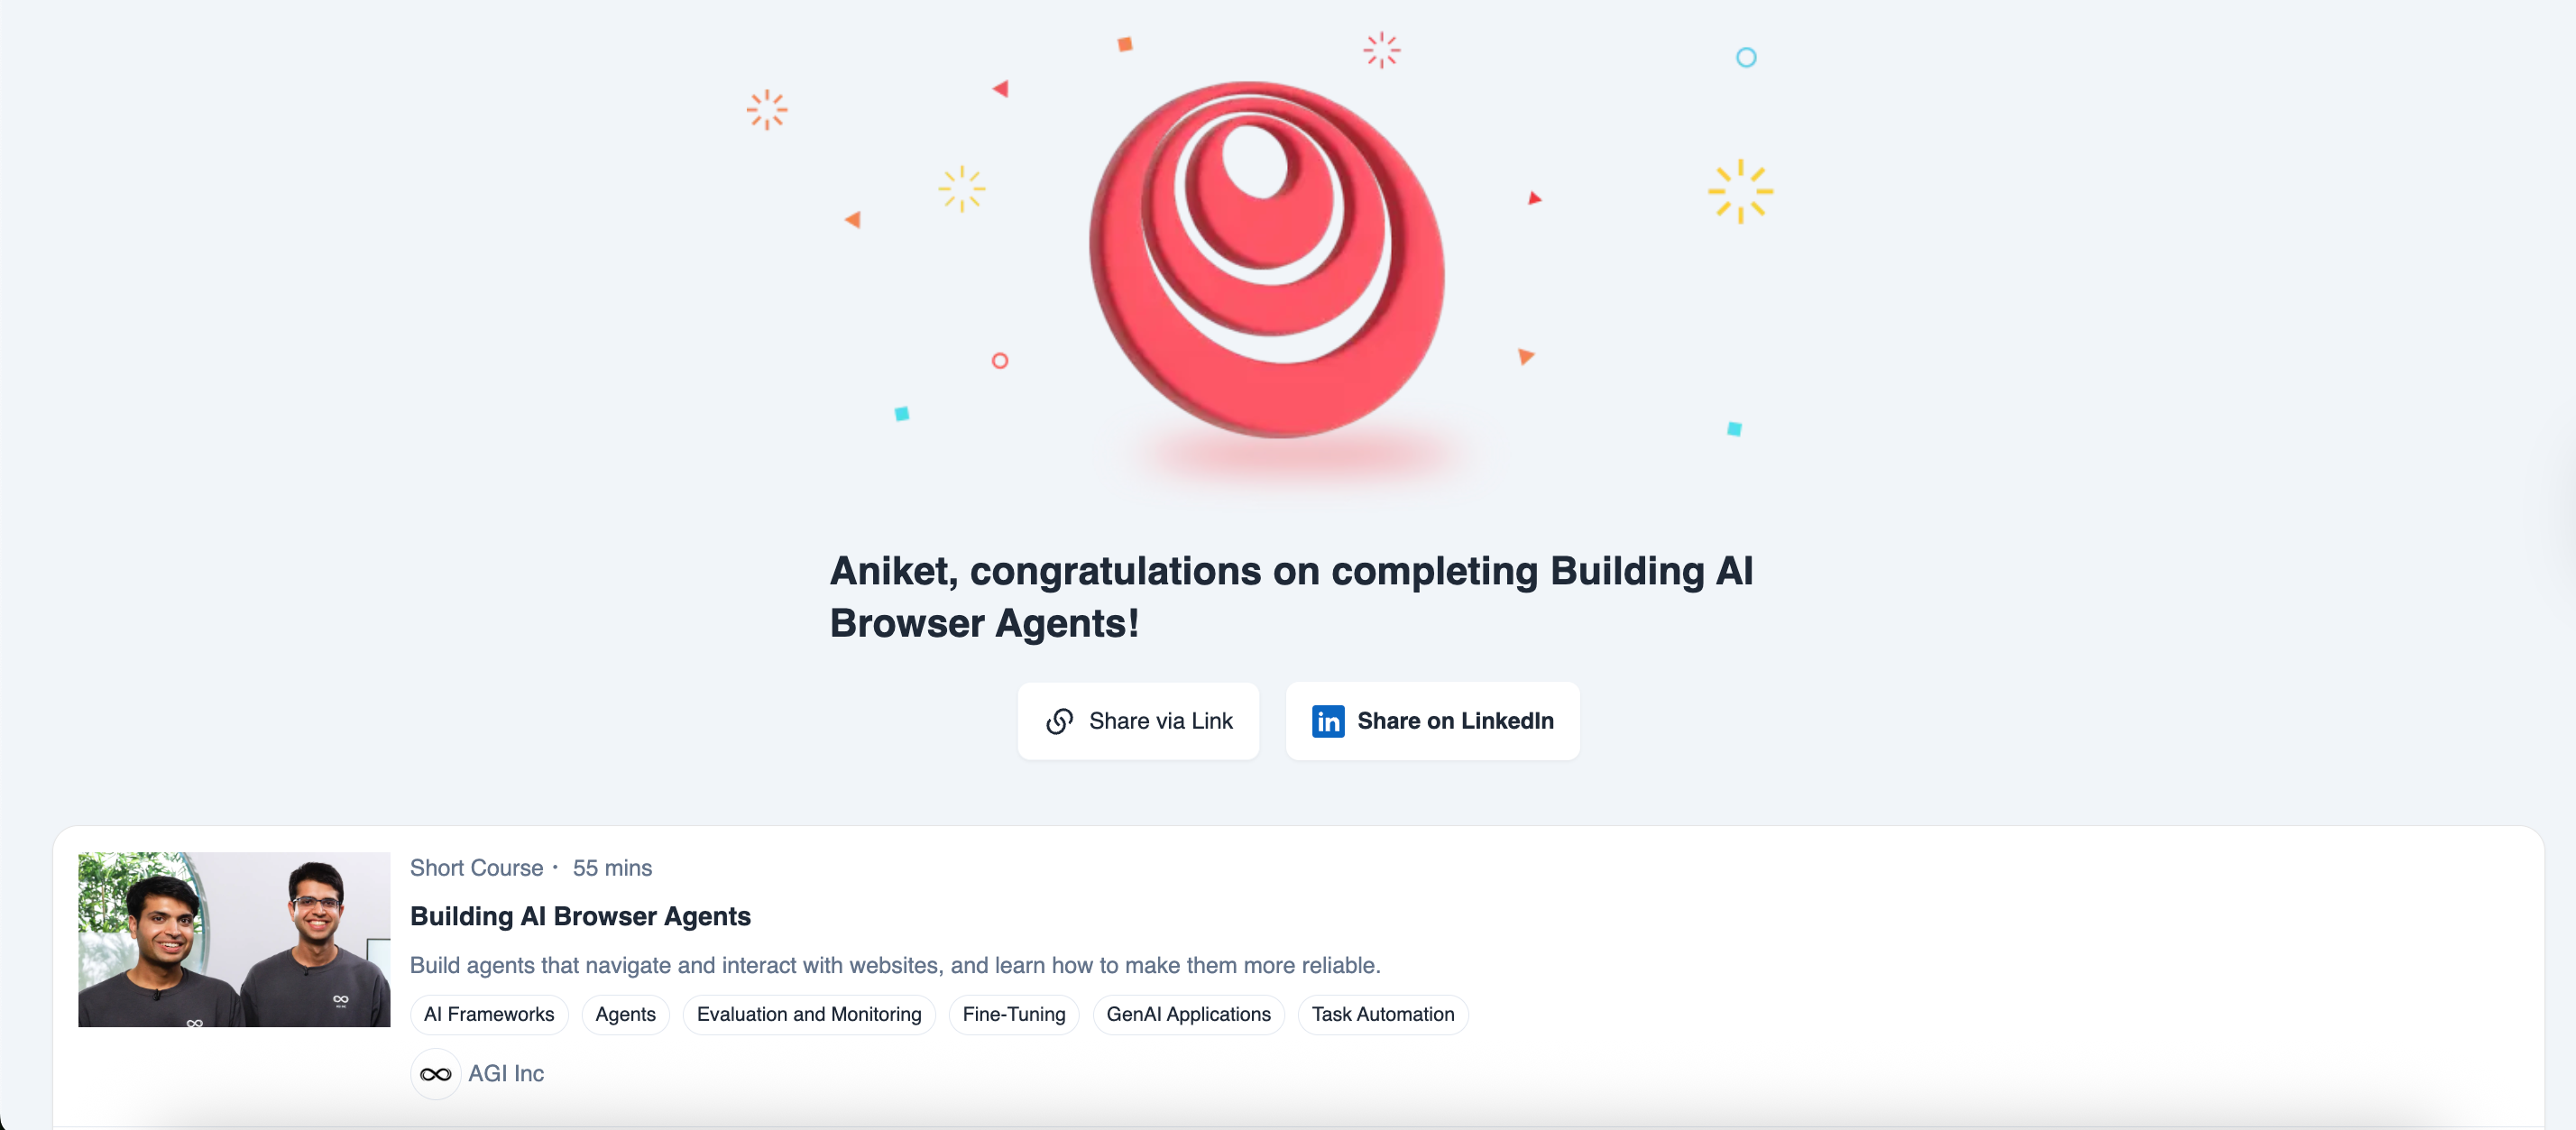 Aniket, congratulations on completing Building AI
Browser Agents!
Share via Link
in Share on LinkedIn
Short Course · 55 mins
Building AI Browser Agents
Build agents that navigate and interact with websites, and learn how to make them more reliable.
AI Frameworks Agents Evaluation and Monitoring Fine-Tuning GenAI Applications Task Automation
AGI Inc